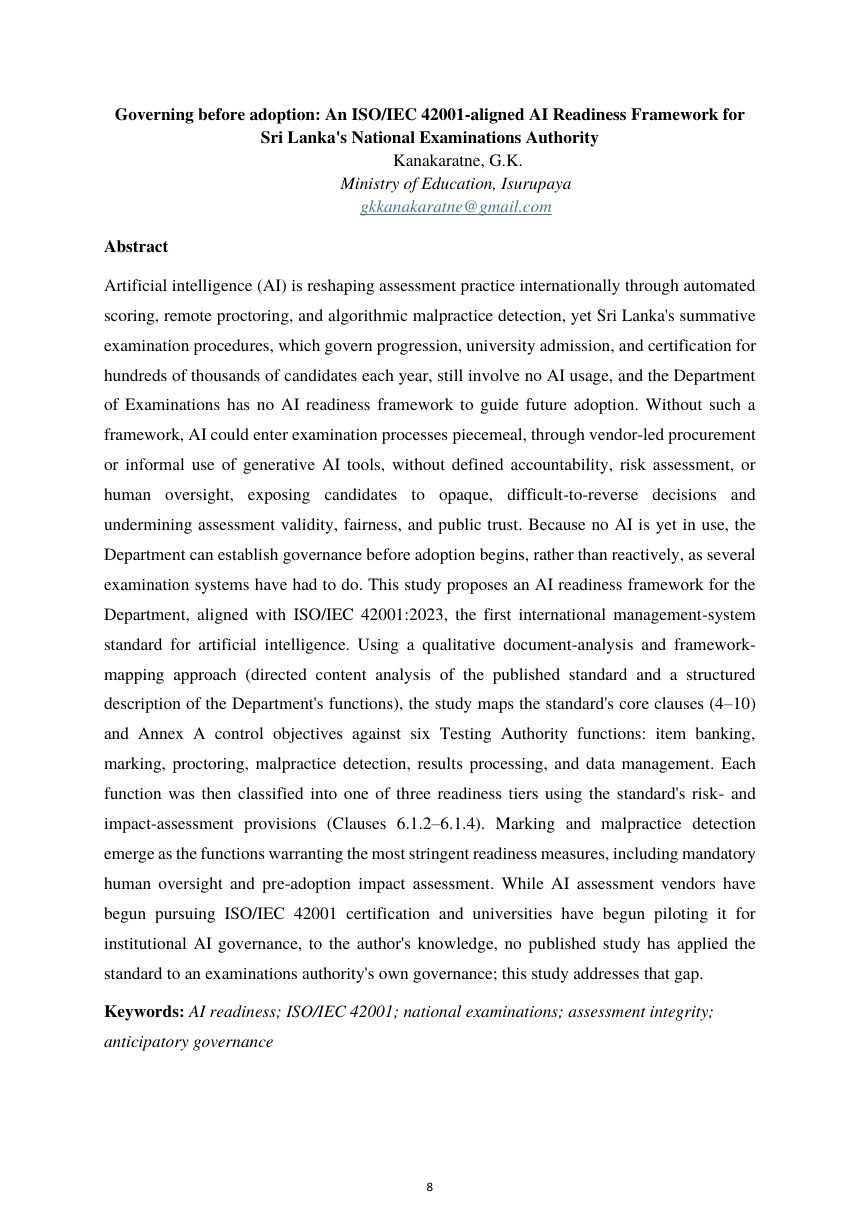 Governing before adoption: An ISO/IEC 42001-aligned AI Readiness Framework for
Sri Lanka's National Examinations Authority
Kanakaratne, G.K.
Ministry of Education, Isurupaya
gkkanakaratne@gmail.com
Abstract
Artificial intelligence (AI) is reshaping assessment practice internationally through automated
scoring, remote proctoring, and algorithmic malpractice detection, yet Sri Lanka's summative
examination procedures, which govern progression, university admission, and certification for
hundreds of thousands of candidates each year, still involve no AI usage, and the Department
of Examinations has no AI readiness framework to guide future adoption. Without such a
framework, AI could enter examination processes piecemeal, through vendor-led procurement
or informal use of generative AI tools, without defined accountability, risk assessment, or
human oversight, exposing candidates to opaque, difficult-to-reverse decisions and
undermining assessment validity, fairness, and public trust. Because no AI is yet in use, the
Department can establish governance before adoption begins, rather than reactively, as several
examination systems have had to do. This study proposes an AI readiness framework for the
Department, aligned with ISO/IEC 42001:2023, the first international management-system
standard for artificial intelligence. Using a qualitative document-analysis and framework-
mapping approach (directed content analysis of the published standard and a structured
description of the Department's functions), the study maps the standard's core clauses (4–10)
and Annex A control objectives against six Testing Authority functions: item banking,
marking, proctoring, malpractice detection, results processing, and data management. Each
function was then classified into one of three readiness tiers using the standard's risk- and
impact-assessment provisions (Clauses 6.1.2–6.1.4). Marking and malpractice detection
emerge as the functions warranting the most stringent readiness measures, including mandatory
human oversight and pre-adoption impact assessment. While AI assessment vendors have
begun pursuing ISO/IEC 42001 certification and universities have begun piloting it for
institutional AI governance, to the author's knowledge, no published study has applied the
standard to an examinations authority's own governance; this study addresses that gap.
Keywords: AI readiness; ISO/IEC 42001; national examinations; assessment integrity;
anticipatory governance
8